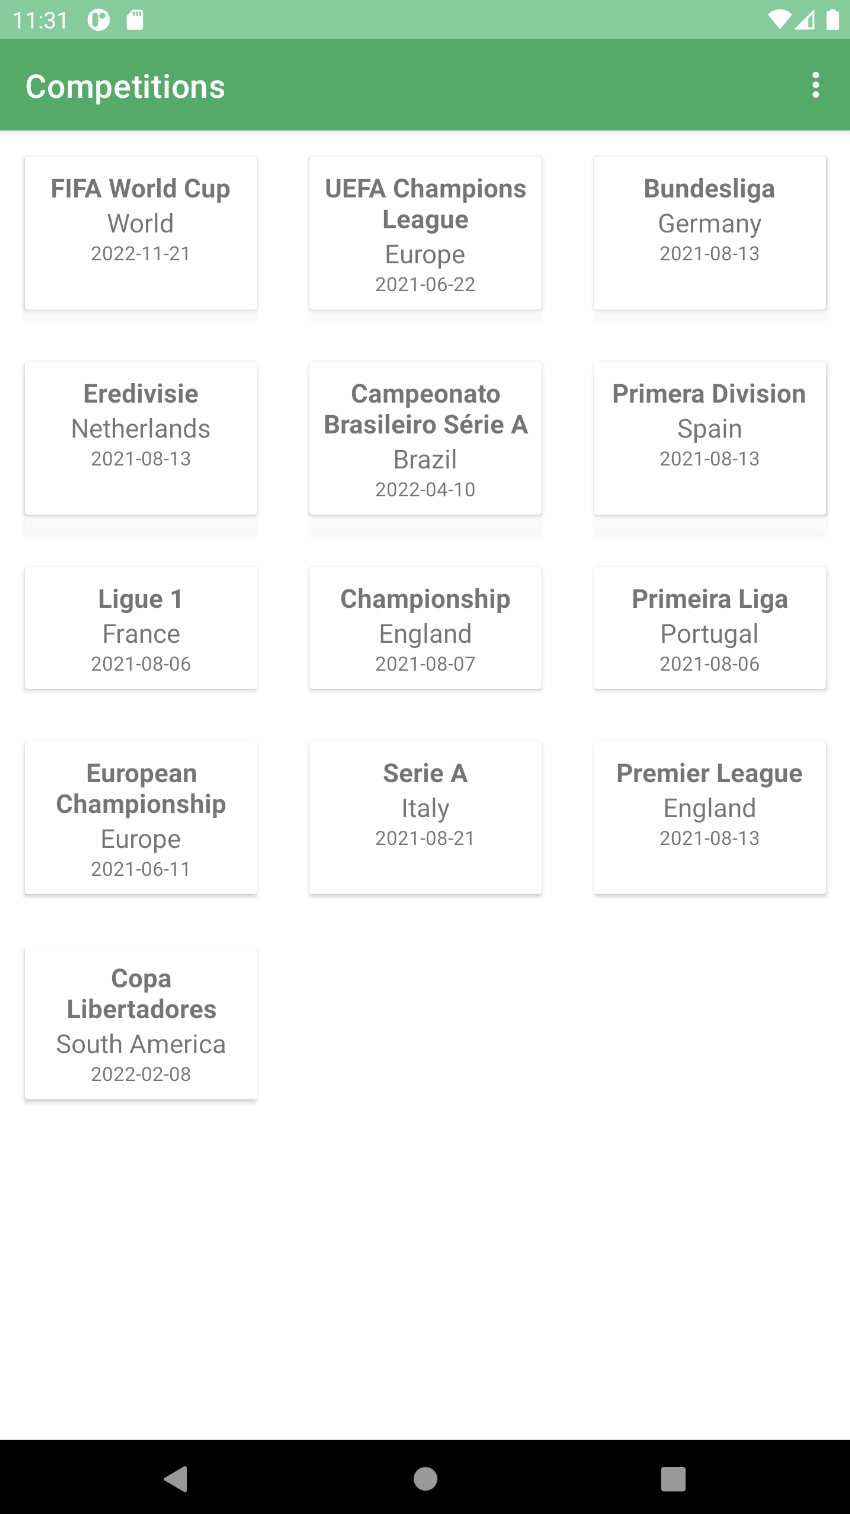 11:31
Competitions
FIFA World Cup
World
2022-11-21
UEFA Champions
League
Europe
2021-06-22
Bundesliga
Germany
2021-08-13
Eredivisie
Netherlands
2021-08-13
Campeonato
Brasileiro Série A
Brazil
2022-04-10
Primera Division
Spain
2021-08-13
Ligue 1
France
2021-08-06
Championship
England
2021-08-07
Primeira Liga
Portugal
2021-08-06
European
Championship
Europe
2021-06-11
Serie A
Italy
2021-08-21
Premier League
England
2021-08-13
Copa
Libertadores
South America
2022-02-08